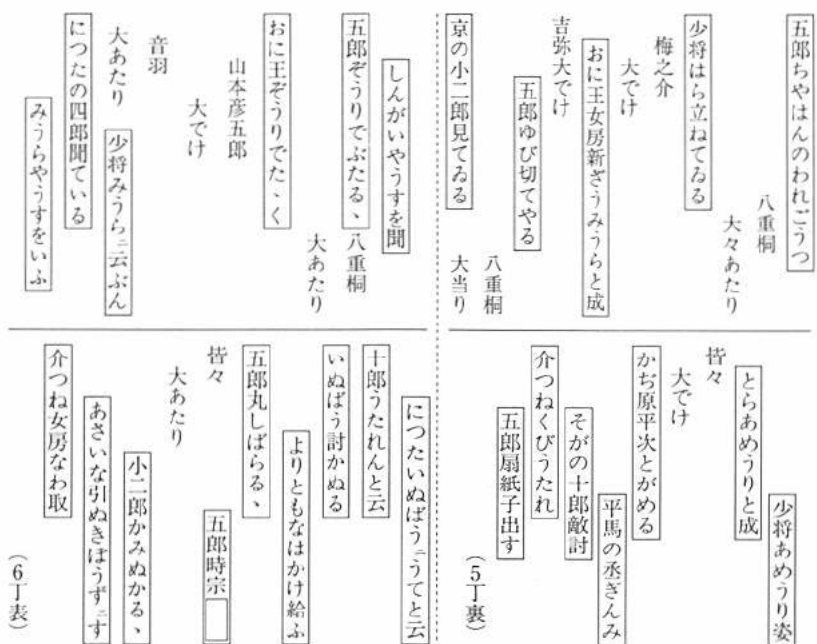 五郎ちやはんのわれごうつ
八重桐
大々あたり
少将はら立ねてゐる
梅之介
大でけ
おに王女房新ざうみうらと成
吉弥大でけ
五郎ゆび切てやる
八重桐
京の小二郎見てゐる
大当り
少将あめうり姿
とらあめうりと成
皆々
大でけ
かぢ原平次とがめる
平馬の丞ぎんみ
そがの十郎敵討
介つねくびうたれ
五郎扇紙子出す
(5丁裏)
しんがいやうすを聞
五郎ぞうりでぶたるゝ
八重桐
大あたり
おに王ぞうりでたゝく
山本彦五郎
大でけ
音羽
大あたり
少将みうらニ云ぶん
につたの四郎聞ている
みうらやうすをいふ
につたいぬばうニうてと云
十郎うたれんと云
いぬばう討かぬる
よりともなはかけ給ふ
五郎丸しばらるゝ
五郎時宗
皆々
大あたり
小二郎かみぬかるゝ
あさいな引ぬきぼうずニす
介つね女房なわ取
(6丁表)